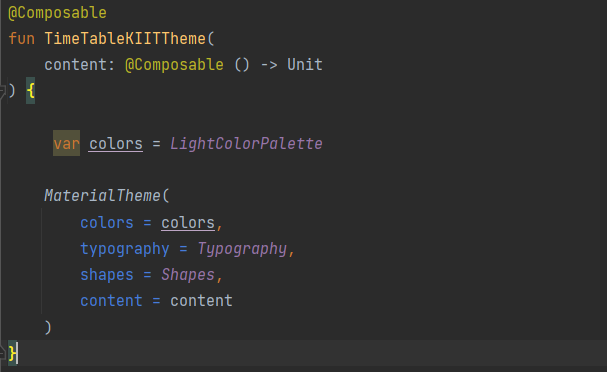 @Composable
fun TimeTableKIITTheme(
    content: @Composable () -> Unit
) {
     var colors = LightColorPalette
    MaterialTheme(
        colors = colors,
        typography = Typography,
        shapes = Shapes,
        content = content
    )
}